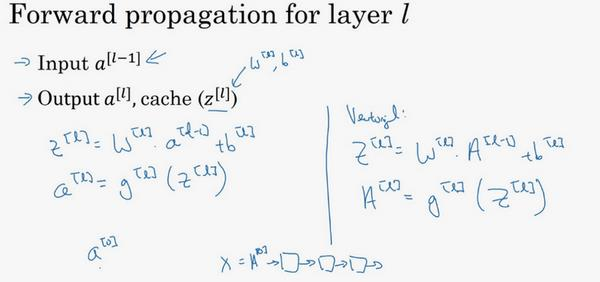 Forward propagation for layer l
→ Input a[l−1] ←
w[l], b[l]
→ Output a[l], cache (z[l])
z[l] = W[l] · a[l-1] + b[l]
a[l] = g[l] (z[l])
a[0]
Vectorized:
Z[l] = W[l] · A[l-1] + b[l]
A[l] = g[l] (Z[l])
X = A[0] → □ → □ → □ →